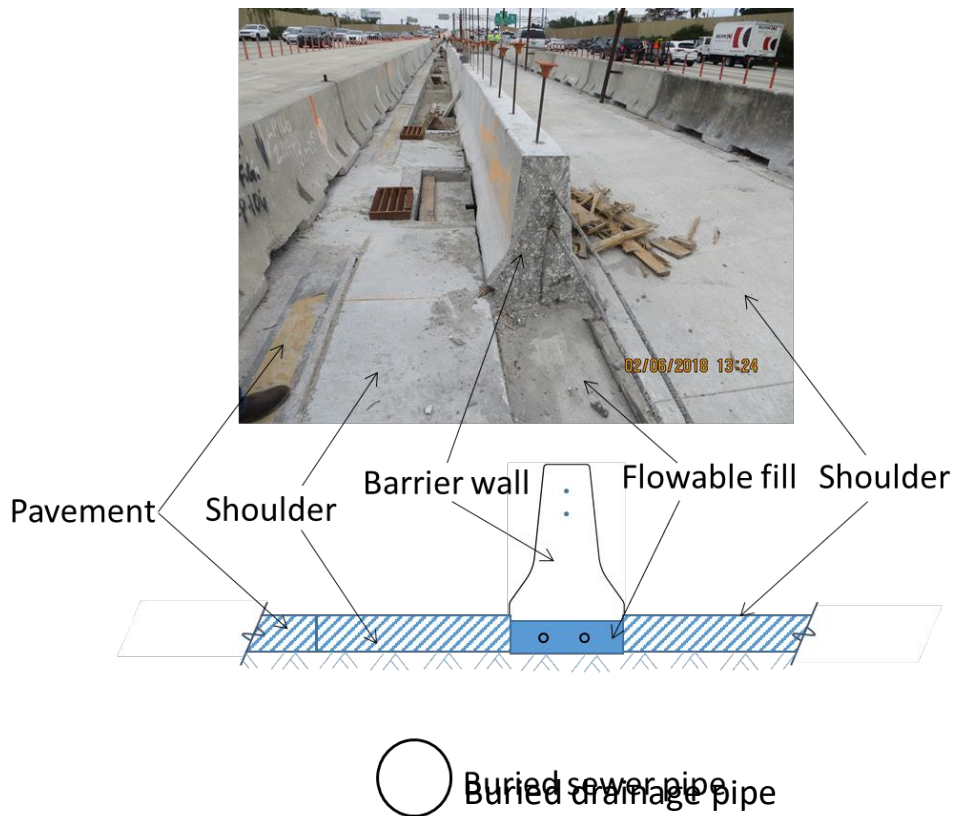 02/06/2018 13:24
Pavement
Shoulder
Barrier wall
Flowable fill
Shoulder
Buried sewer pipe
Buried drainage pipe